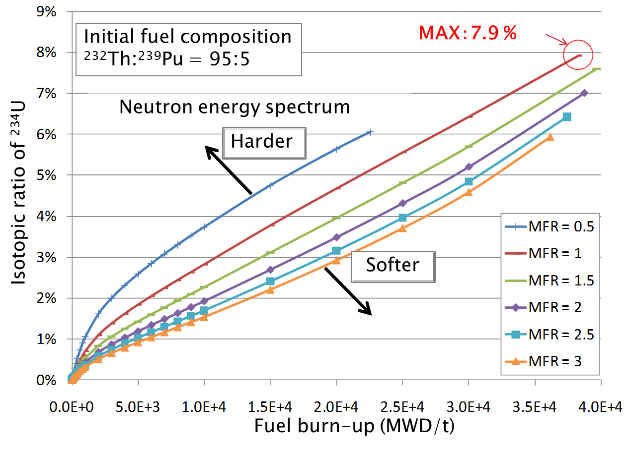 9%
8%
7%
6%
5%
4%
3%
2%
1%
0%
Isotopic ratio of ²³⁴U
Initial fuel composition
²³²Th:²³⁹Pu = 95:5
MAX:7.9%
Neutron energy spectrum
Harder
Softer
MFR = 0.5
MFR = 1
MFR = 1.5
MFR = 2
MFR = 2.5
MFR = 3
0.0E+0 5.0E+3 1.0E+4 1.5E+4 2.0E+4 2.5E+4 3.0E+4 3.5E+4 4.0E+4
Fuel burn-up (MWD/t)